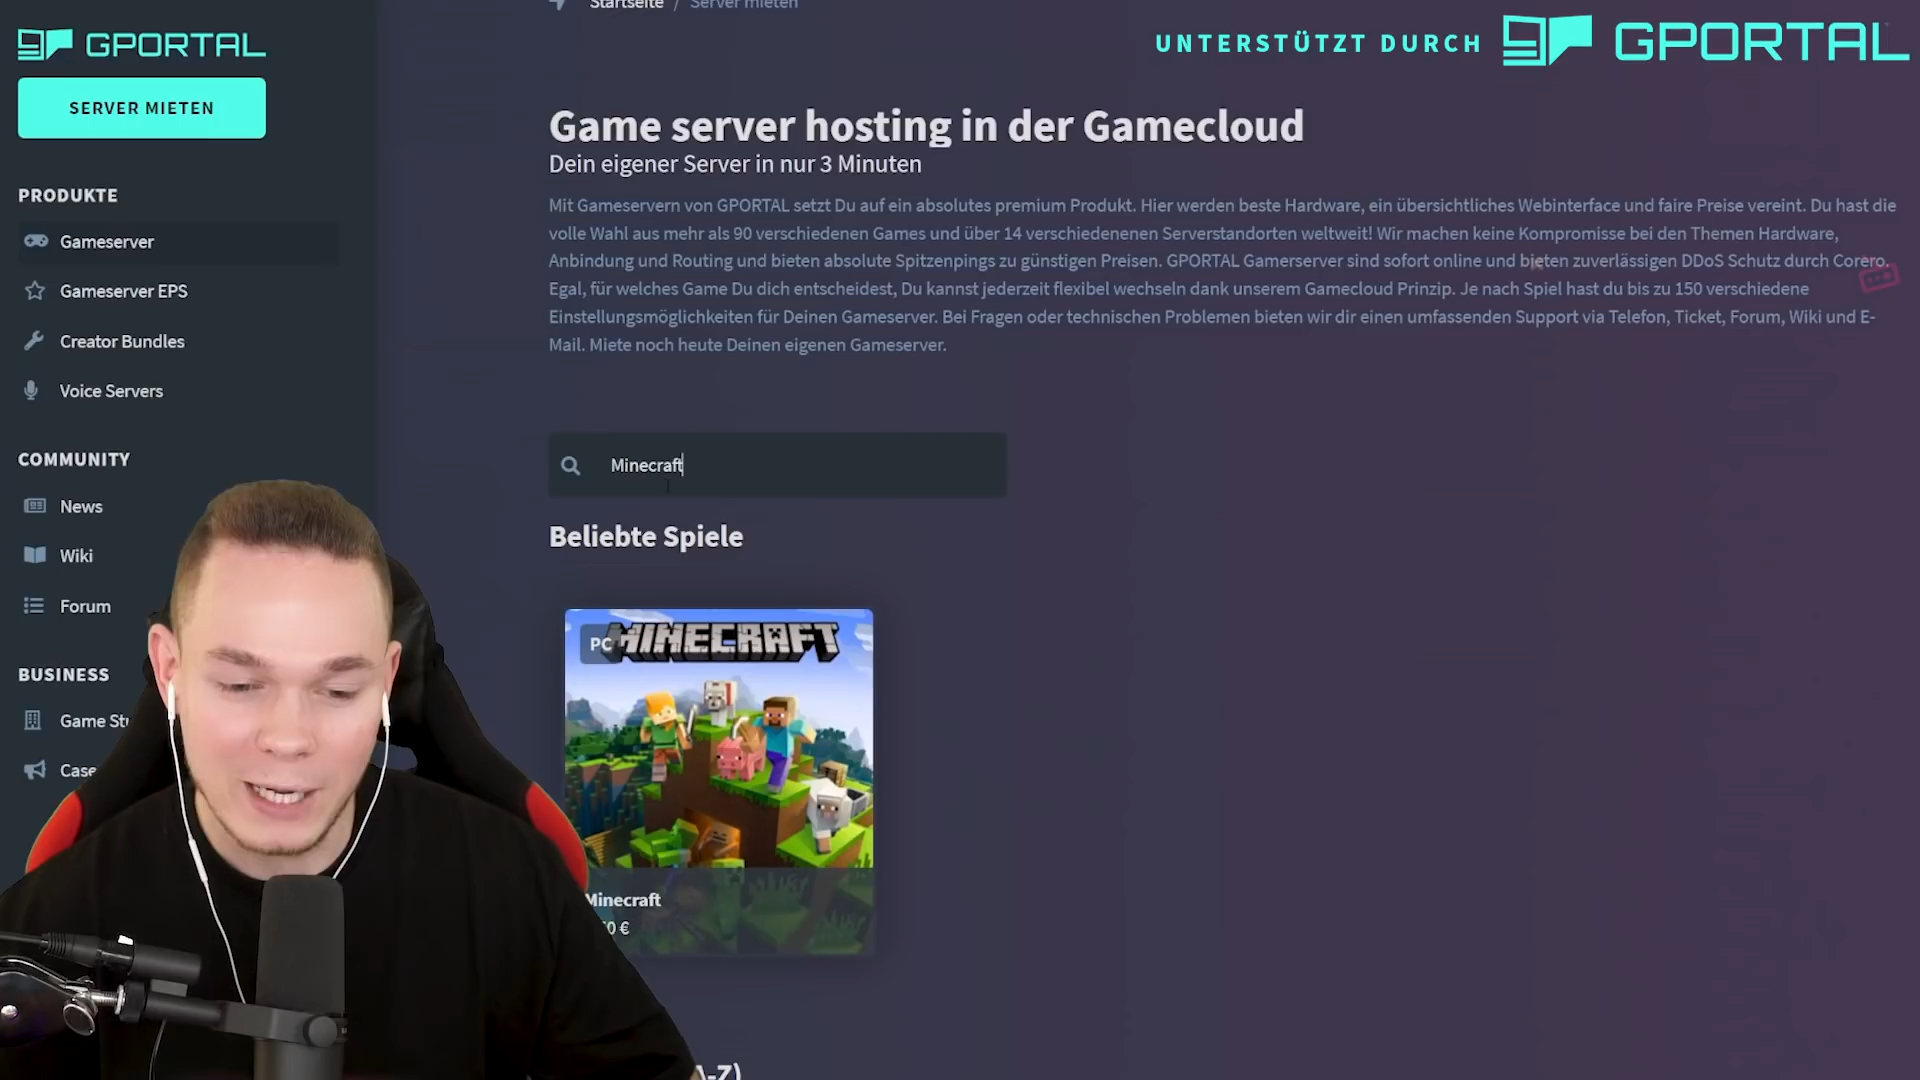 Startseite / Server mieten
GPORTAL
UNTERSTÜTZT DURCH GPORTAL
SERVER MIETEN
PRODUKTE
Gameserver
Gameserver EPS
Creator Bundles
Voice Servers
COMMUNITY
News
Wiki
Forum
BUSINESS
Game
Case
Game server hosting in der Gamecloud
Dein eigener Server in nur 3 Minuten
Mit Gameservern von GPORTAL setzt Du auf ein absolutes premium Produkt. Hier werden beste Hardware, ein übersichtliches Webinterface und faire Preise vereint. Du hast die
volle Wahl aus mehr als 90 verschiedenen Games und über 14 verschiedenenen Serverstandorten weltweit! Wir machen keine Kompromisse bei den Themen Hardware,
Anbindung und Routing und bieten absolute Spitzenpings zu günstigen Preisen. GPORTAL Gamerserver sind sofort online und bieten zuverlässigen DDoS Schutz durch Corero.
Egal, für welches Game Du dich entscheidest, Du kannst jederzeit flexibel wechseln dank unserem Gamecloud Prinzip. Je nach Spiel hast du bis zu 150 verschiedene
Einstellungsmöglichkeiten für Deinen Gameserver. Bei Fragen oder technischen Problemen bieten wir dir einen umfassenden Support via Telefon, Ticket, Forum, Wiki und E-
Mail. Miete noch heute Deinen eigenen Gameserver.
Minecraft
Beliebte Spiele
PC
MINECRAFT
Minecraft
0 €
A-Z)